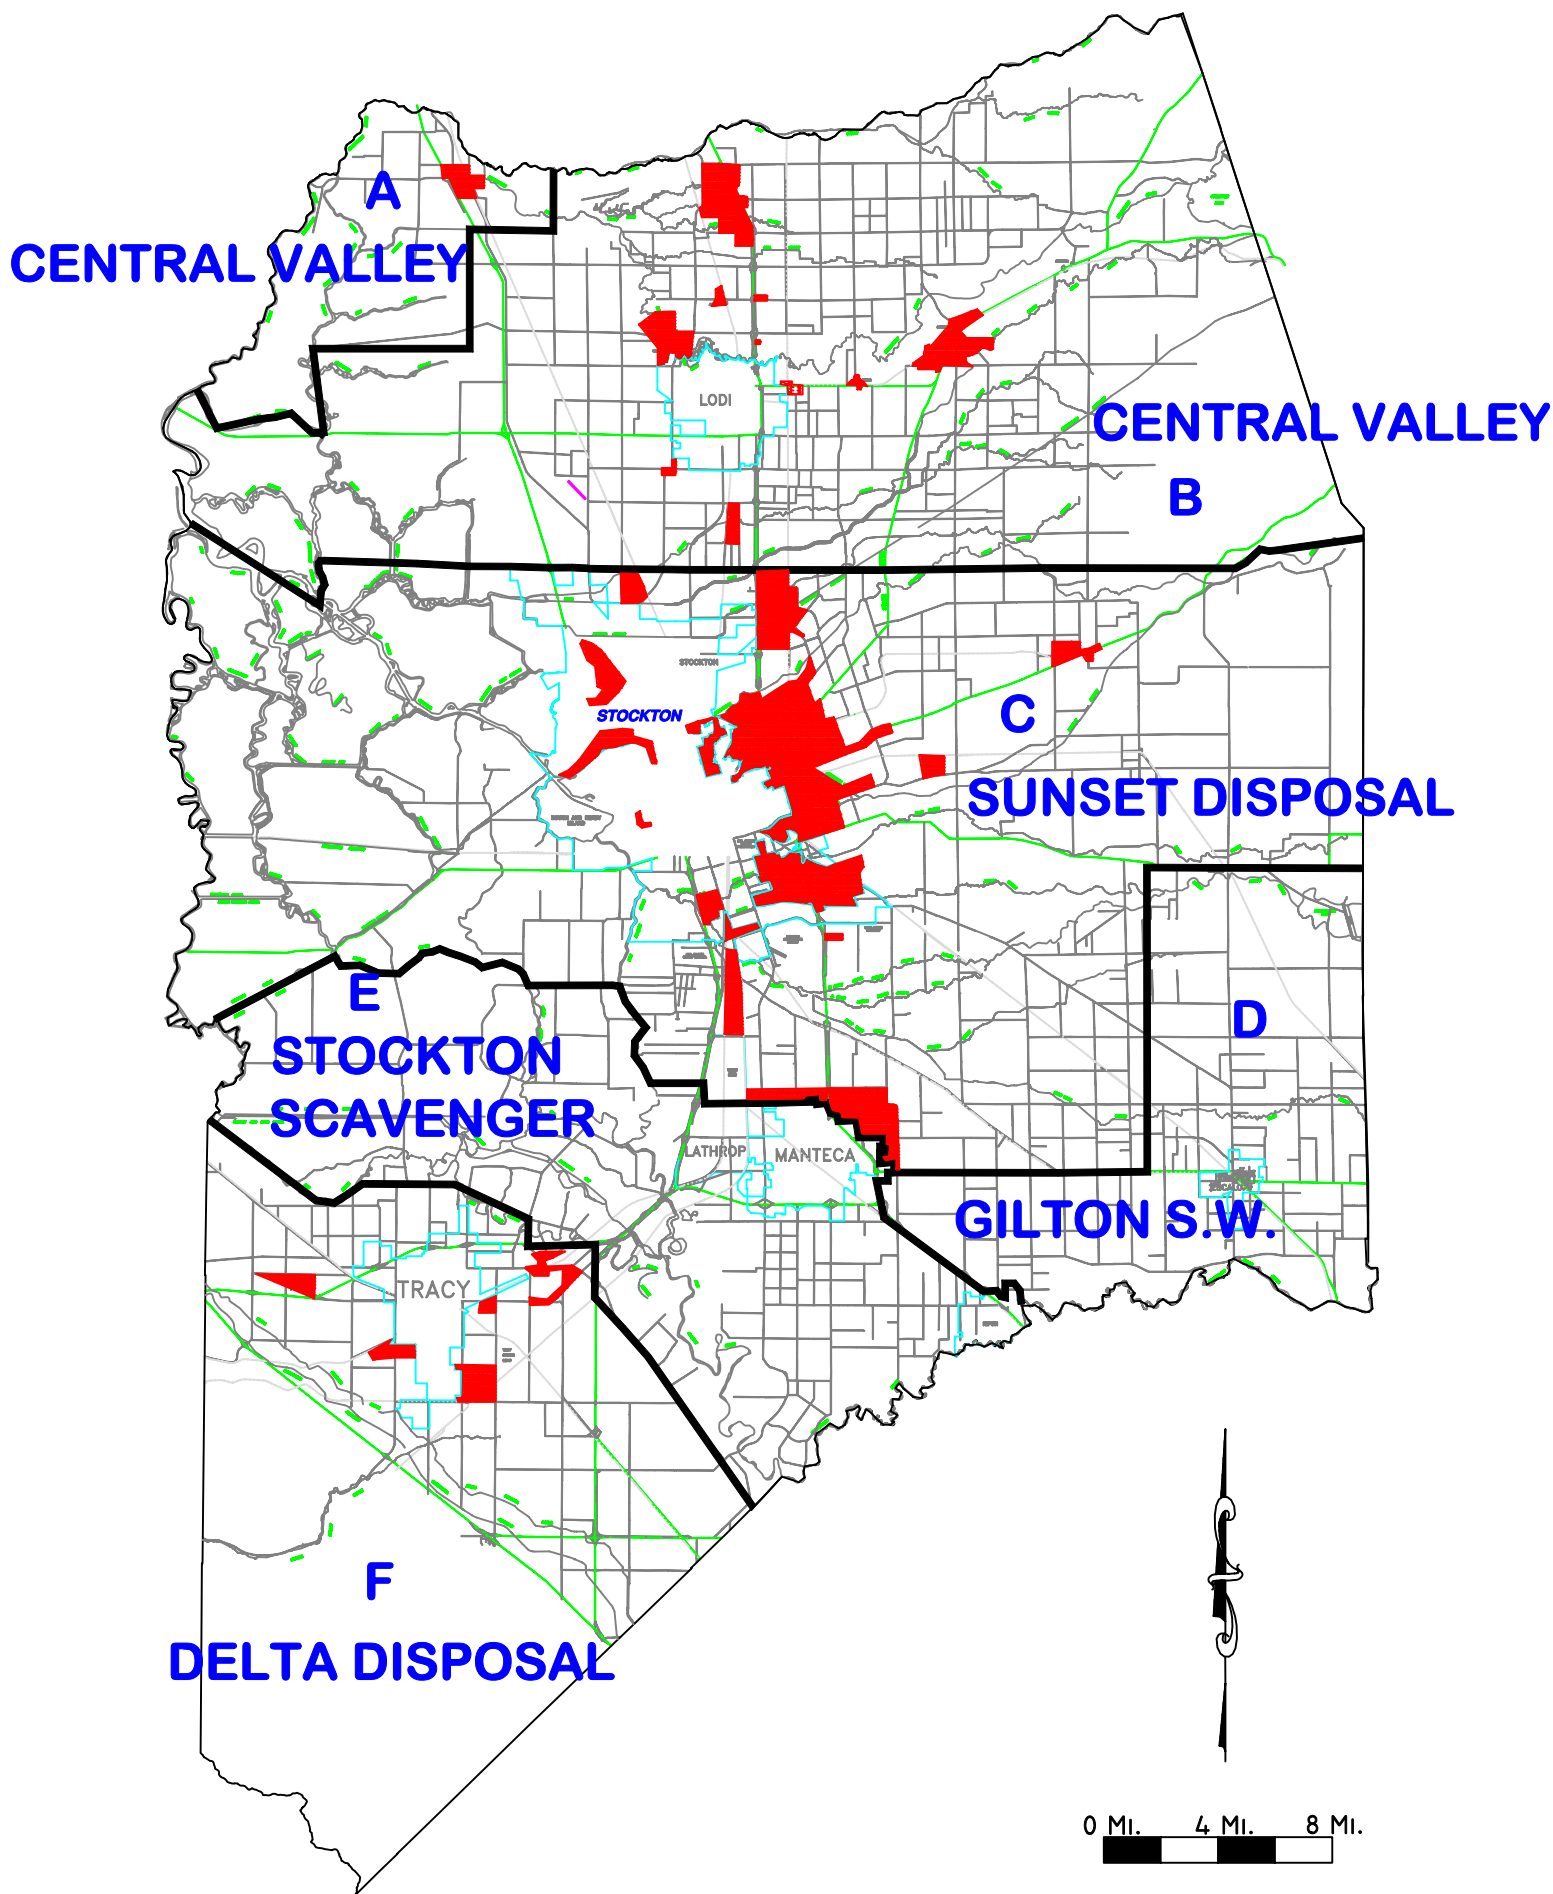 A
CENTRAL VALLEY
LODI
CENTRAL VALLEY
B
STOCKTON
STOCKTON
C
SUNSET DISPOSAL
E
STOCKTON
SCAVENGER
D
LATHROP
MANTECA
GILTON S.W.
TRACY
F
DELTA DISPOSAL
0 MI.
4 MI.
8 MI.